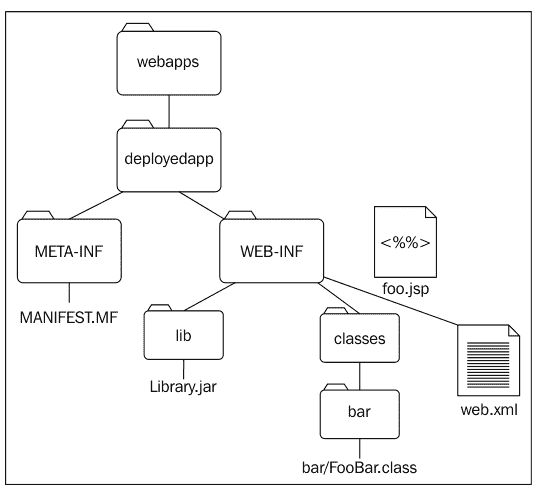 webapps
deployedapp
META-INF
WEB-INF
<%%>
foo.jsp
MANIFEST.MF
lib
classes
Library.jar
bar
web.xml
bar/FooBar.class